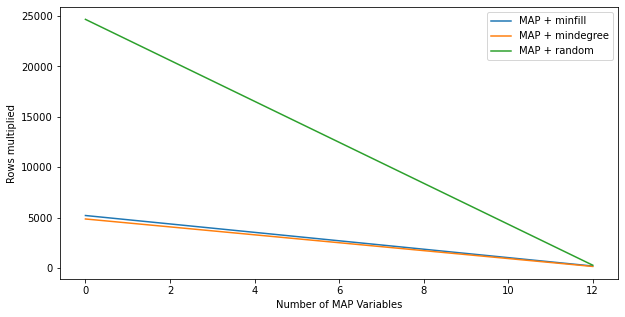 25000
20000
15000
10000
5000
0
Rows multiplied
MAP + minfill
MAP + mindegree
MAP + random
0 2 4 6 8 10 12
Number of MAP Variables